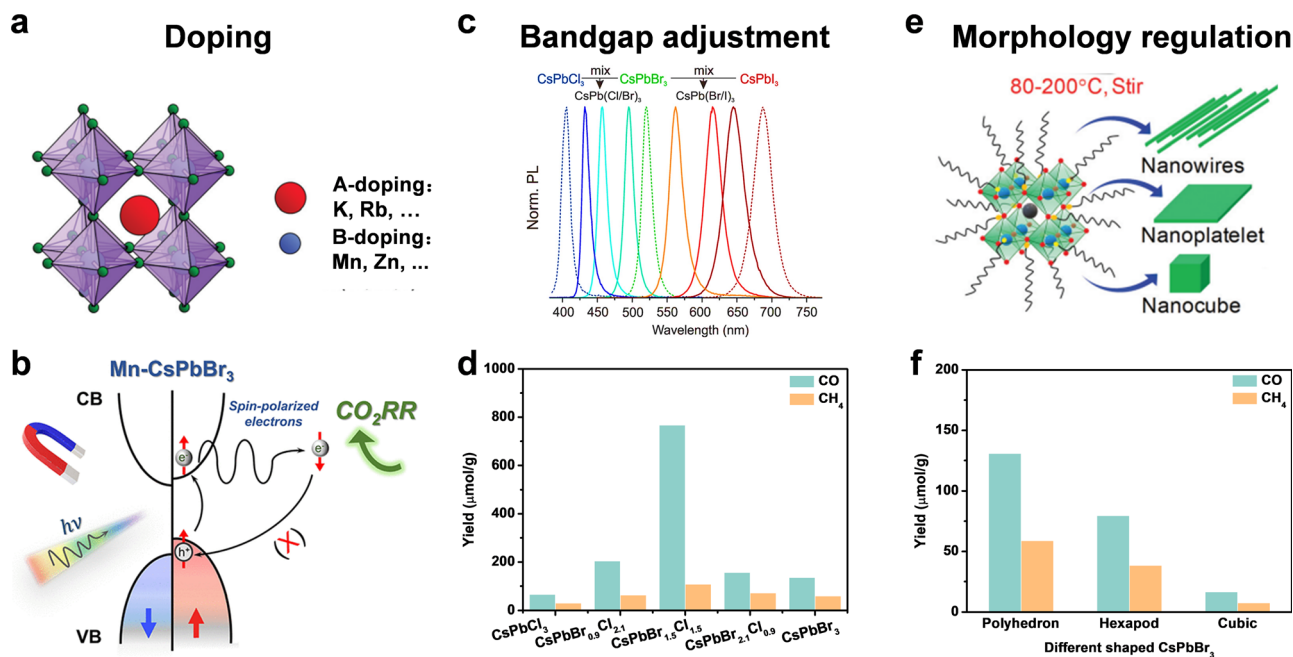 a
Doping
A-doping:
K, Rb, ...
B-doping:
Mn, Zn, ...
b
Mn-CsPbBr₃
CB
Spin-polarized
electrons
CO₂RR
e⁻
e⁻
hν
h⁺
X
VB
c
Bandgap adjustment
CsPbCl₃ mix CsPbBr₃ mix CsPbI₃
CsPb(Cl/Br)₃ CsPb(Br/I)₃
Norm. PL
400 450 500 550 600 650 700 750
Wavelength (nm)
d
1000
800
600
400
200
0
Yield (μmol/g)
CO
CH₄
CsPbCl₃
CsPbBr₀.₉Cl₂.₁
CsPbBr₁.₅Cl₁.₅
CsPbBr₂.₁Cl₀.₉
CsPbBr₃
e
Morphology regulation
80-200°C, Stir
Nanowires
Nanoplatelet
Nanocube
f
200
150
100
50
0
Yield (μmol/g)
CO
CH₄
Polyhedron Hexapod Cubic
Different shaped CsPbBr₃